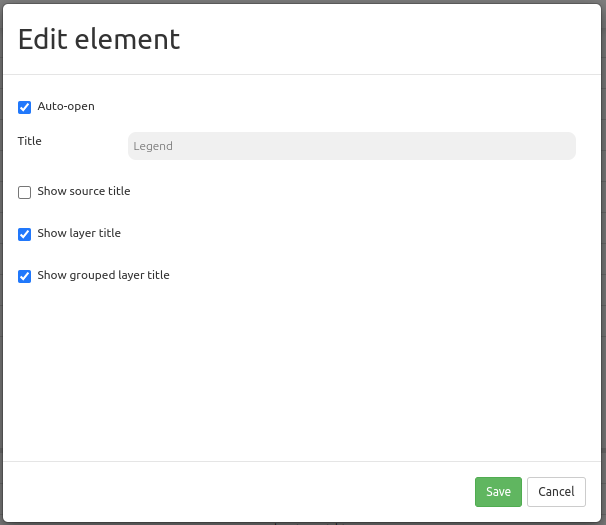 Edit element
Auto-open
Title
Legend
Show source title
Show layer title
Show grouped layer title
Save
Cancel